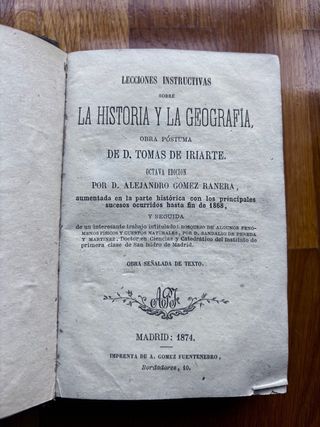 LECCIONES INSTRUCTIVAS
SOBRE
LA HISTORIA Y LA GEOGRAFÍA,
OBRA PÓSTUMA
DE D. TOMAS DE IRIARTE.
OCTAVA EDICION
POR D. ALEJANDRO GOMEZ RANERA,
aumentada en la parte histórica con los principales
sucesos ocurridos hasta fin de 1868,
Y SEGUIDA
de un interesante trabajo intitulado: BOSQUEJO DE ALGUNOS FENÓ-
MENOS FÍSICOS Y CUERPOS NATURALES, POR D. SANDALIO DE PEREDA
Y MARTINEZ, Doctor en Ciencias y Catedrático del Instituto de
primera clase de San Isidro de Madrid.
OBRA SEÑALADA DE TEXTO.
MADRID: 1874.
IMPRENTA DE A. GOMEZ FUENTENEBRO,
Bordadores, 10.